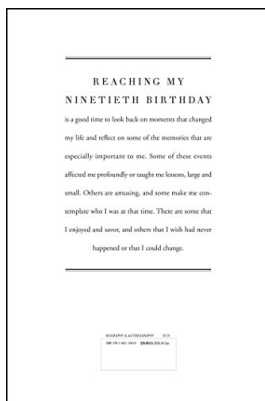 REACHING MY
NINETIETH BIRTHDAY
is a good time to look back on moments that changed
my life and reflect on some of the memories that are
especially important to me. Some of these events
affected me profoundly or taught me lessons, large and
small. Others are amusing, and some make me con-
template who I was at that time. There are some that
I enjoyed and savor, and others that I wish had never
happened or that I could change.
BIOGRAPHY & AUTOBIOGRAPHY